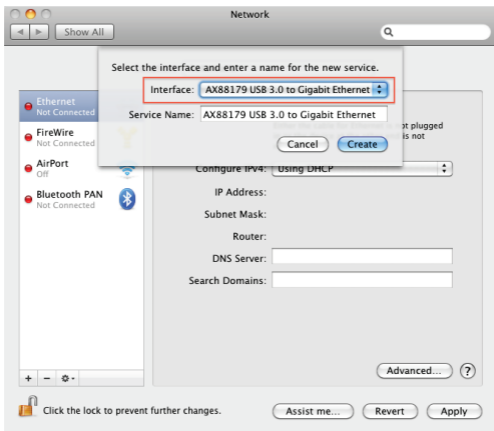 Network
Show All
Select the interface and enter a name for the new service.
Interface: AX88179 USB 3.0 to Gigabit Ethernet
Service Name: AX88179 USB 3.0 to Gigabit Ethernet
Cancel Create
Ethernet
Not Connected
not plugged
is not
FireWire
Not Connected
AirPort
Off
Bluetooth PAN
Not Connected
Configure IPv4: Using DHCP
IP Address:
Subnet Mask:
Router:
DNS Server:
Search Domains:
Advanced... ?
+ -
Click the lock to prevent further changes.
Assist me... Revert Apply